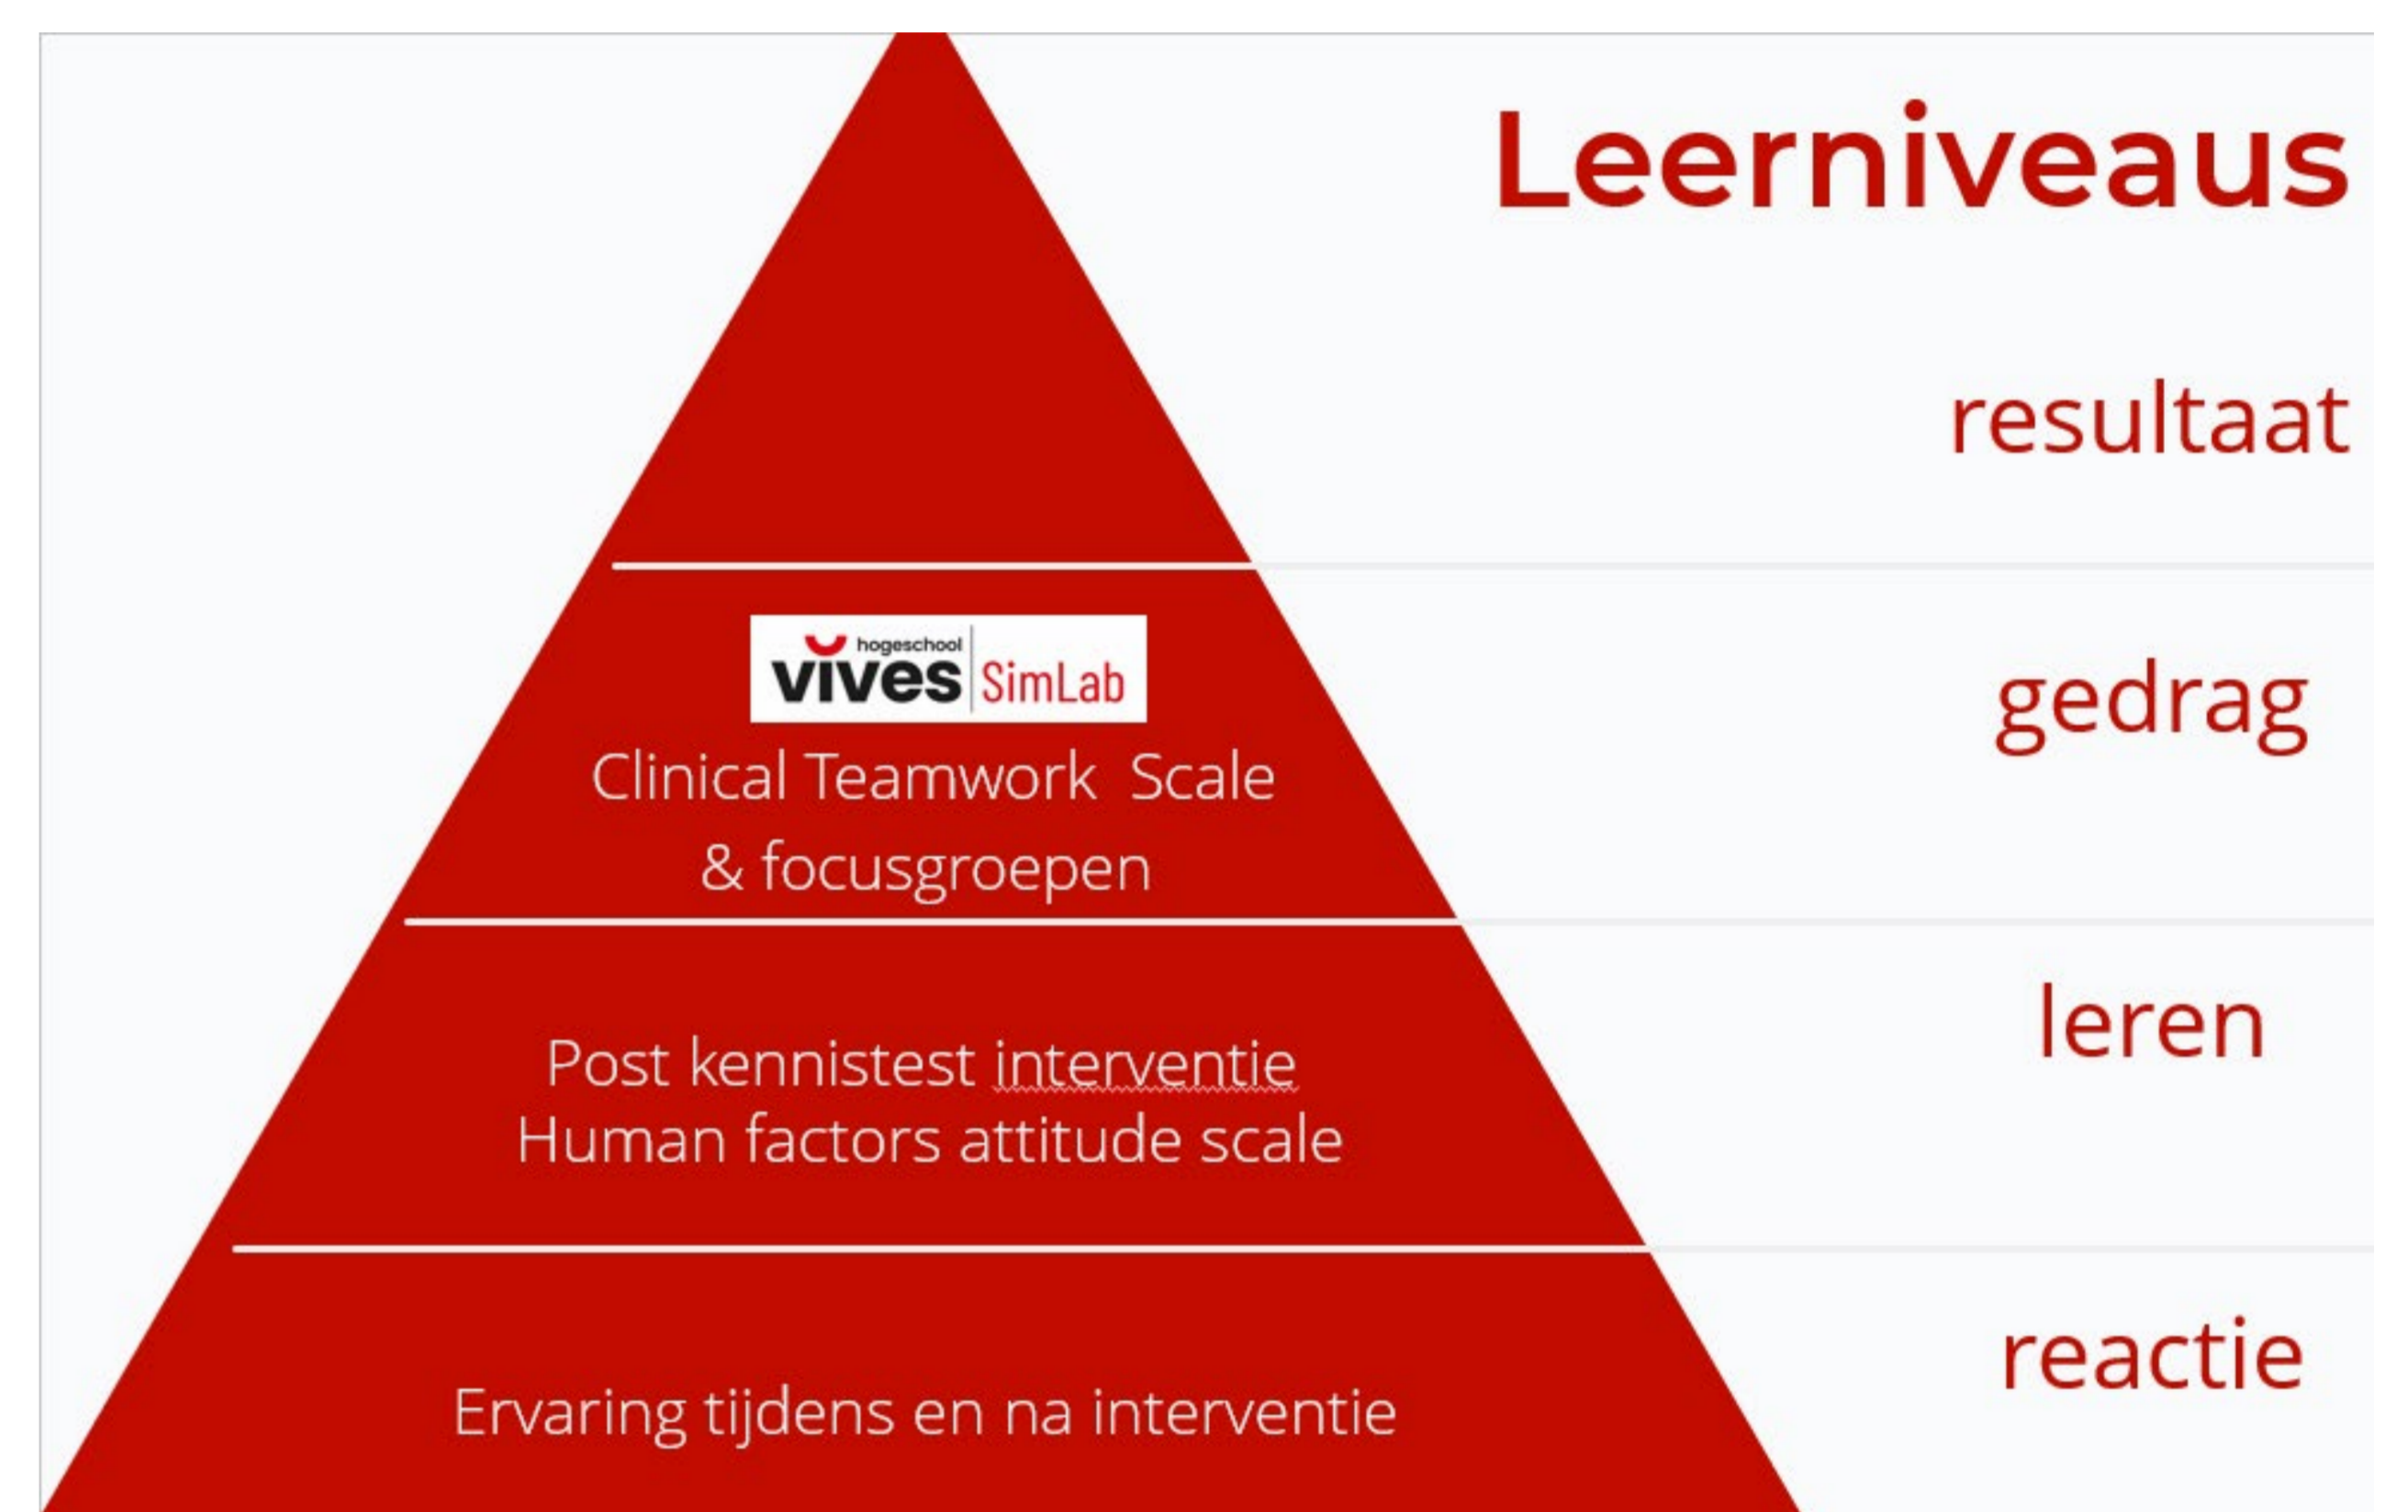 Leerniveaus
resultaat
hogeschool
vives SimLab
gedrag
Clinical Teamwork  Scale
& focusgroepen
leren
Post kennistest interventie
Human factors attitude scale
reactie
Ervaring tijdens en na interventie